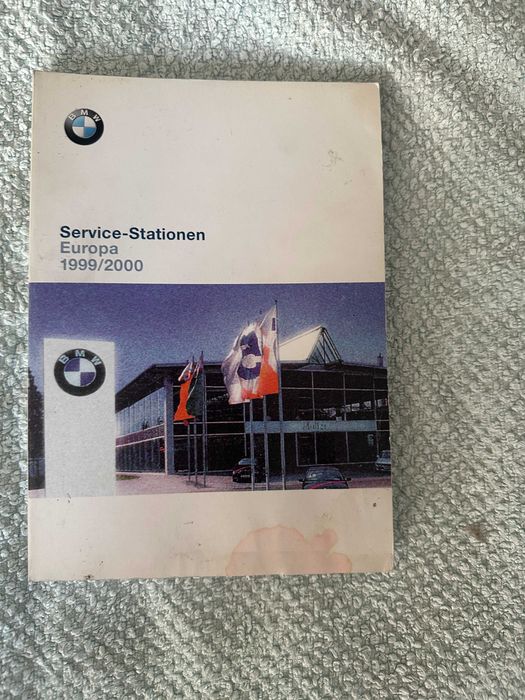 BMW
Service-Stationen
Europa
1999/2000
BMW